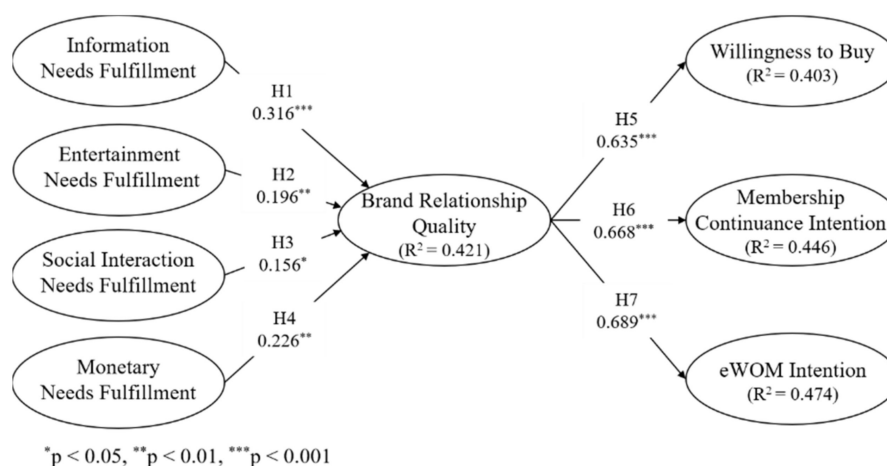 Information
Needs Fulfillment
Entertainment
Needs Fulfillment
Social Interaction
Needs Fulfillment
Monetary
Needs Fulfillment
H1
0.316***
H2
0.196**
H3
0.156*
H4
0.226**
Brand Relationship
Quality
(R² = 0.421)
H5
0.635***
H6
0.668***
H7
0.689***
Willingness to Buy
(R² = 0.403)
Membership
Continuance Intention
(R² = 0.446)
eWOM Intention
(R² = 0.474)
*p < 0.05, **p < 0.01, ***p < 0.001